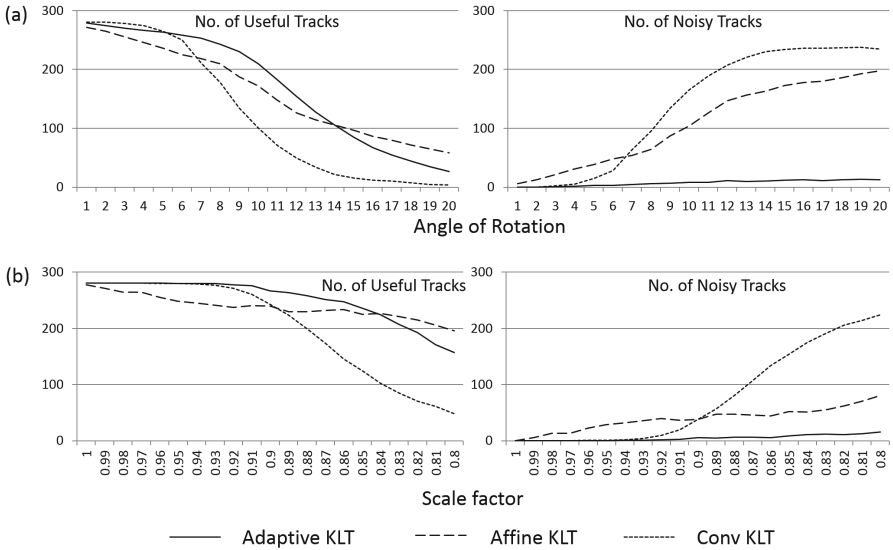 (a)
No. of Useful Tracks
No. of Noisy Tracks
300
200
100
0
1 2 3 4 5 6 7 8 9 10 11 12 13 14 15 16 17 18 19 20
300
200
100
0
1 2 3 4 5 6 7 8 9 10 11 12 13 14 15 16 17 18 19 20
Angle of Rotation
(b)
No. of Useful Tracks
No. of Noisy Tracks
300
200
100
0
1 0.99 0.98 0.97 0.96 0.95 0.94 0.93 0.92 0.91 0.9 0.89 0.88 0.87 0.86 0.85 0.84 0.83 0.82 0.81 0.8
300
200
100
0
1 0.99 0.98 0.97 0.96 0.95 0.94 0.93 0.92 0.91 0.9 0.89 0.88 0.87 0.86 0.85 0.84 0.83 0.82 0.81 0.8
Scale factor
Adaptive KLT Affine KLT Conv KLT